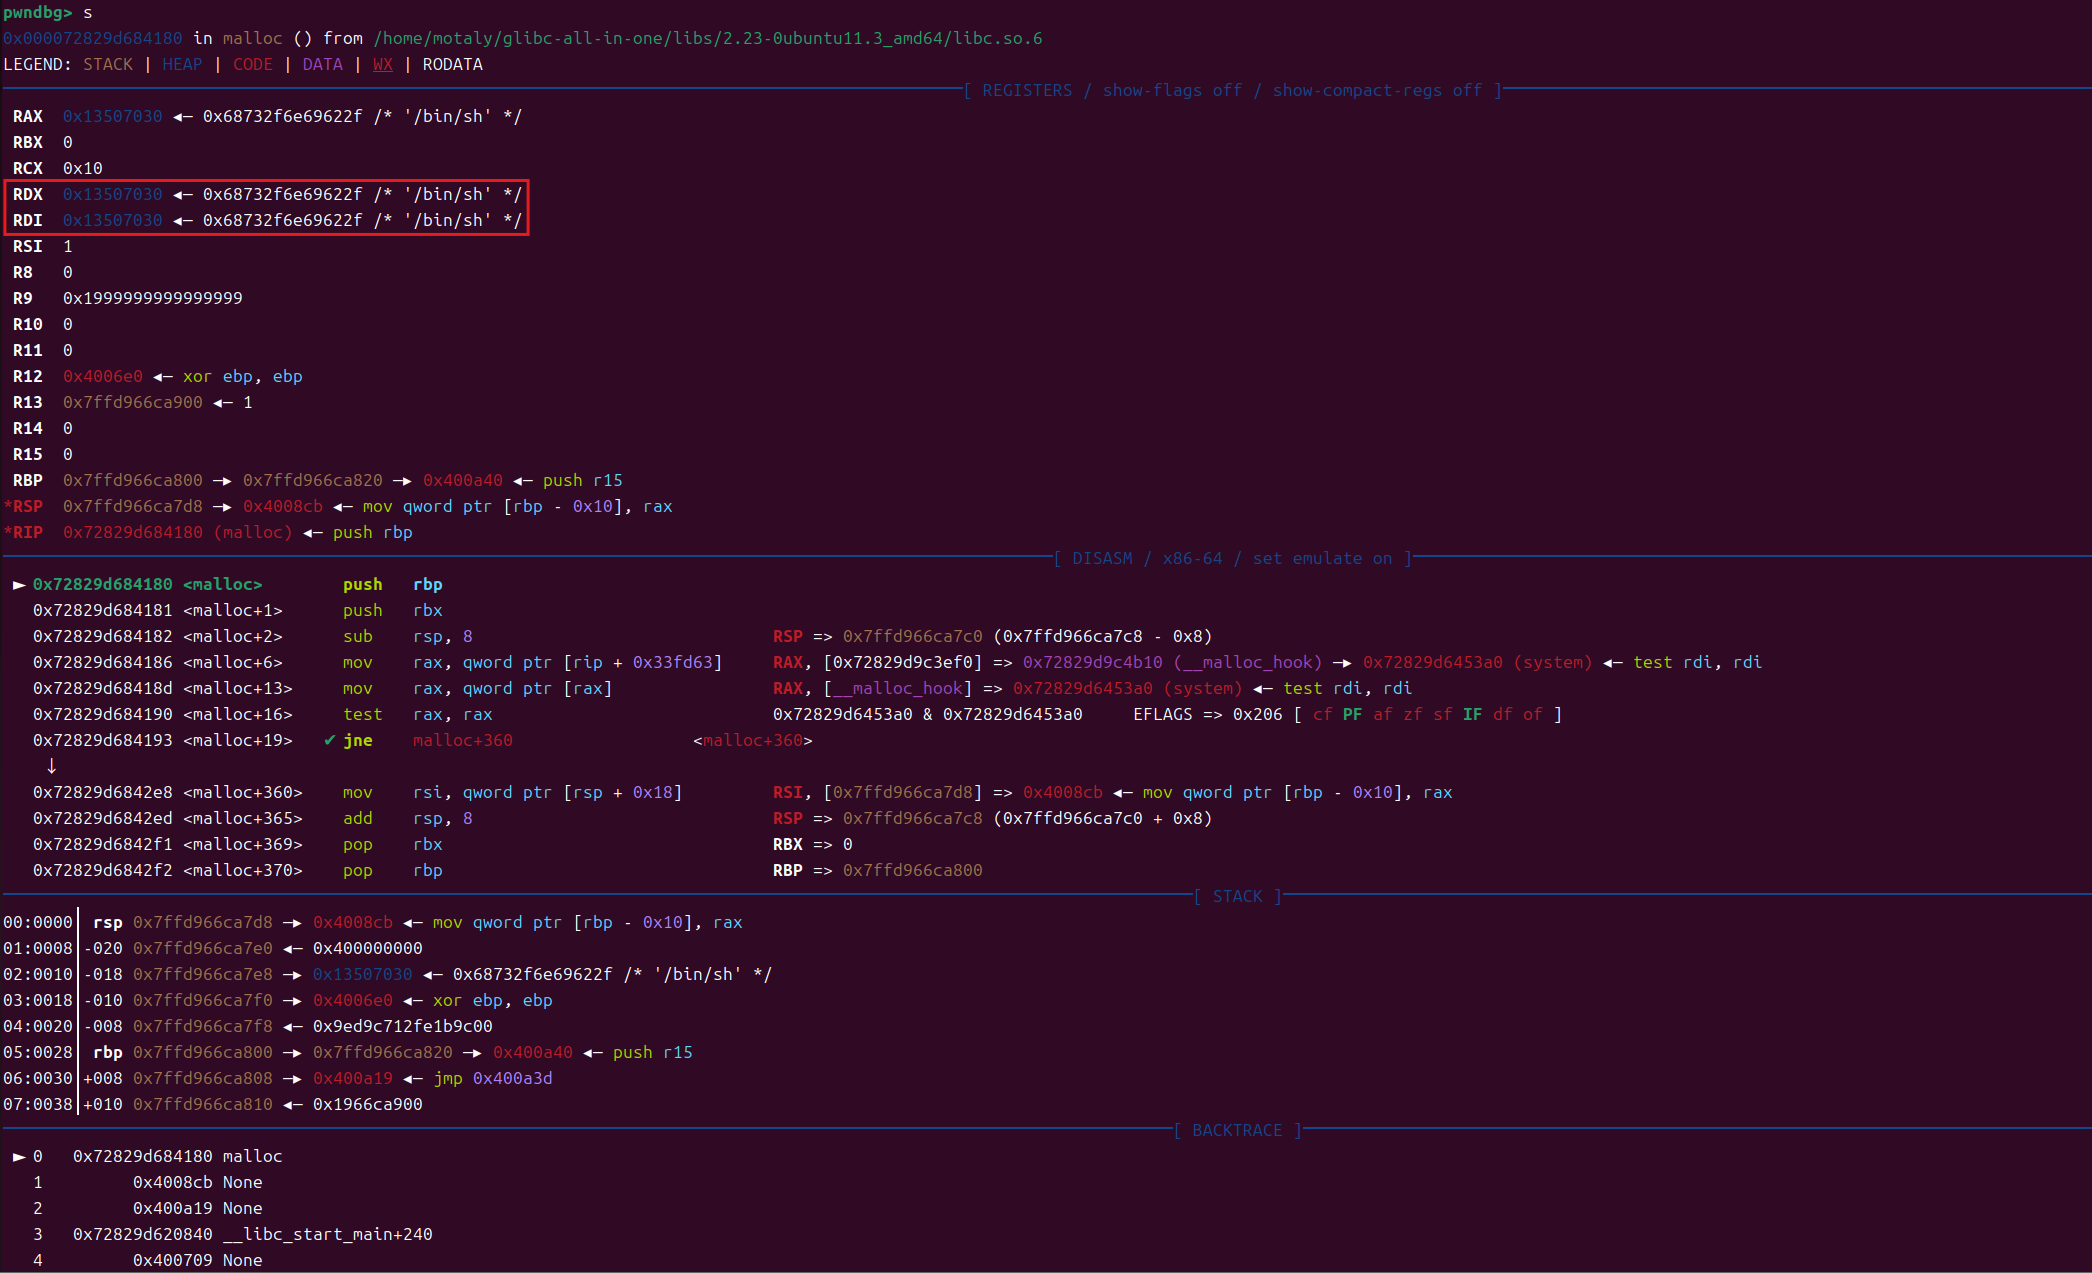 pwndbg> s
0x000072829d684180 in malloc () from /home/motaly/glibc-all-in-one/libs/2.23-0ubuntu11.3_amd64/libc.so.6
LEGEND: STACK | HEAP | CODE | DATA | WX | RODATA
[ REGISTERS / show-flags off / show-compact-regs off ]
RAX  0x13507030 ◂— 0x68732f6e69622f /* '/bin/sh' */
RBX  0
RCX  0x10
RDX  0x13507030 ◂— 0x68732f6e69622f /* '/bin/sh' */
RDI  0x13507030 ◂— 0x68732f6e69622f /* '/bin/sh' */
RSI  1
R8   0
R9   0x1999999999999999
R10  0
R11  0
R12  0x4006e0 ◂— xor ebp, ebp
R13  0x7ffd966ca900 ◂— 1
R14  0
R15  0
RBP  0x7ffd966ca800 —▸ 0x7ffd966ca820 —▸ 0x400a40 ◂— push r15
*RSP  0x7ffd966ca7d8 —▸ 0x4008cb ◂— mov qword ptr [rbp - 0x10], rax
*RIP  0x72829d684180 (malloc) ◂— push rbp
[ DISASM / x86-64 / set emulate on ]
► 0x72829d684180 <malloc>        push   rbp
0x72829d684181 <malloc+1>      push   rbx
0x72829d684182 <malloc+2>      sub    rsp, 8                              RSP => 0x7ffd966ca7c0 (0x7ffd966ca7c8 - 0x8)
0x72829d684186 <malloc+6>      mov    rax, qword ptr [rip + 0x33fd63]     RAX, [0x72829d9c3ef0] => 0x72829d9c4b10 (__malloc_hook) —▸ 0x72829d6453a0 (system) ◂— test rdi, rdi
0x72829d68418d <malloc+13>     mov    rax, qword ptr [rax]                RAX, [__malloc_hook] => 0x72829d6453a0 (system) ◂— test rdi, rdi
0x72829d684190 <malloc+16>     test   rax, rax                            0x72829d6453a0 & 0x72829d6453a0     EFLAGS => 0x206 [ cf PF af zf sf IF df of ]
0x72829d684193 <malloc+19>   ✔ jne    malloc+360                  <malloc+360>
↓
0x72829d6842e8 <malloc+360>    mov    rsi, qword ptr [rsp + 0x18]         RSI, [0x7ffd966ca7d8] => 0x4008cb ◂— mov qword ptr [rbp - 0x10], rax
0x72829d6842ed <malloc+365>    add    rsp, 8                              RSP => 0x7ffd966ca7c8 (0x7ffd966ca7c0 + 0x8)
0x72829d6842f1 <malloc+369>    pop    rbx                                 RBX => 0
0x72829d6842f2 <malloc+370>    pop    rbp                                 RBP => 0x7ffd966ca800
[ STACK ]
00:0000│ rsp 0x7ffd966ca7d8 —▸ 0x4008cb ◂— mov qword ptr [rbp - 0x10], rax
01:0008│-020 0x7ffd966ca7e0 ◂— 0x400000000
02:0010│-018 0x7ffd966ca7e8 —▸ 0x13507030 ◂— 0x68732f6e69622f /* '/bin/sh' */
03:0018│-010 0x7ffd966ca7f0 —▸ 0x4006e0 ◂— xor ebp, ebp
04:0020│-008 0x7ffd966ca7f8 ◂— 0x9ed9c712fe1b9c00
05:0028│ rbp 0x7ffd966ca800 —▸ 0x7ffd966ca820 —▸ 0x400a40 ◂— push r15
06:0030│+008 0x7ffd966ca808 —▸ 0x400a19 ◂— jmp 0x400a3d
07:0038│+010 0x7ffd966ca810 ◂— 0x1966ca900
[ BACKTRACE ]
► 0   0x72829d684180 malloc
1         0x4008cb None
2         0x400a19 None
3   0x72829d620840 __libc_start_main+240
4         0x400709 None